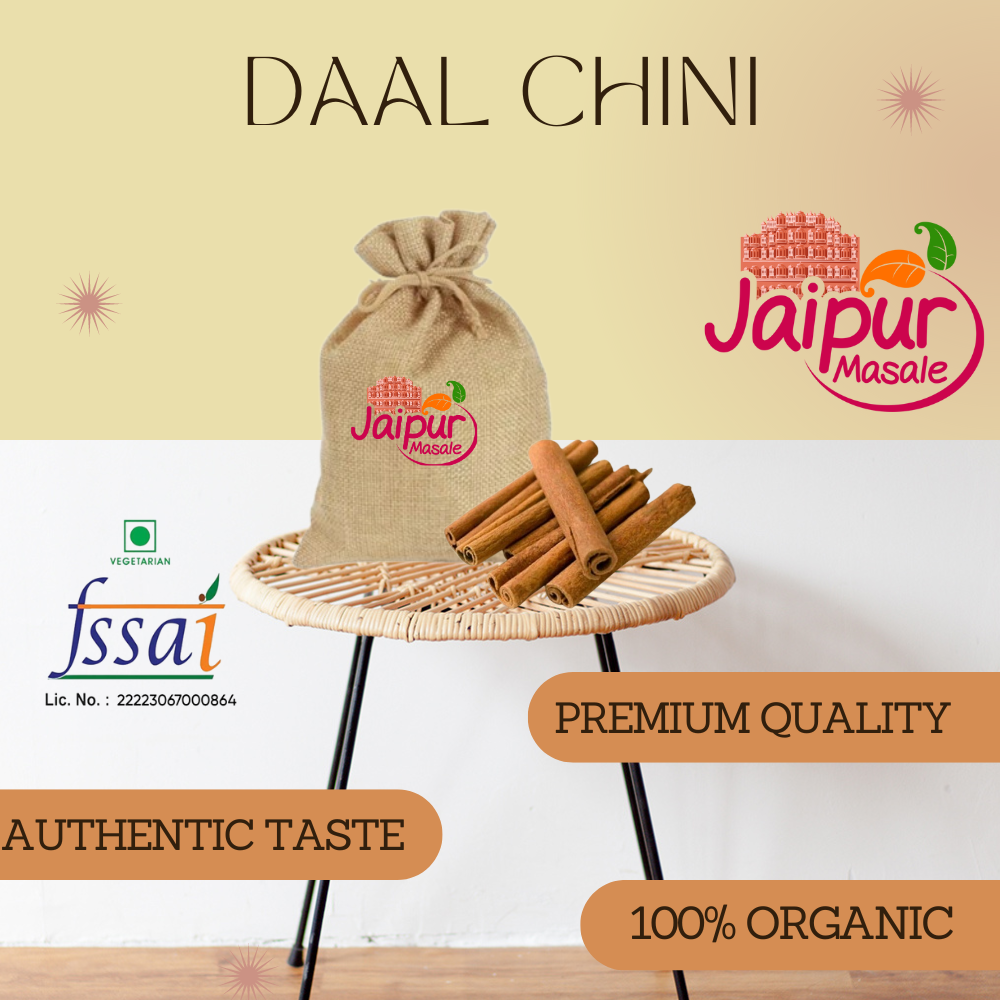 DAAL CHINI
Jaipur
Masale
Jaipur
Masale
VEGETARIAN
fssai
Lic. No. : 22223067000864
PREMIUM QUALITY
AUTHENTIC TASTE
100% ORGANIC